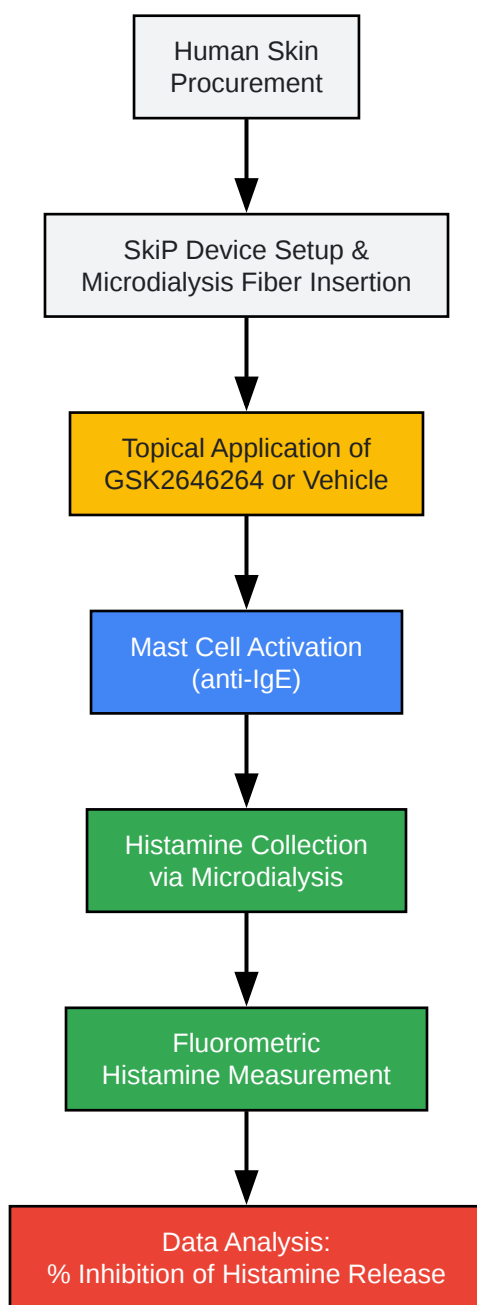 Human Skin
Procurement
SkiP Device Setup &
Microdialysis Fiber Insertion
Topical Application of
GSK2646264 or Vehicle
Mast Cell Activation
(anti-IgE)
Histamine Collection
via Microdialysis
Fluorometric
Histamine Measurement
Data Analysis:
% Inhibition of Histamine Release